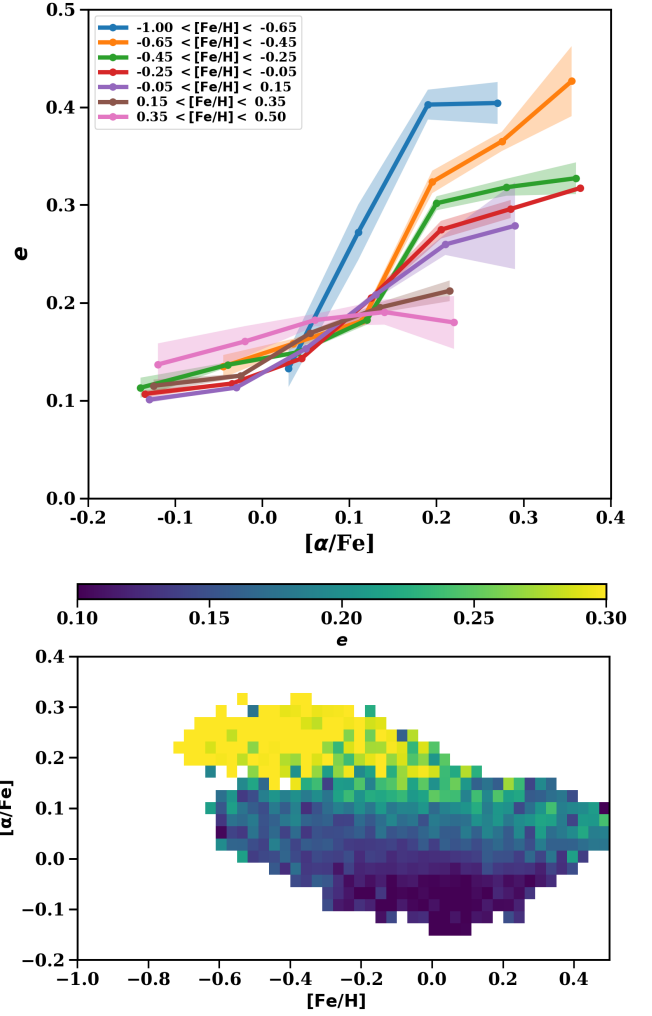 0.5
0.4
0.3
0.2
0.1
0.0
e
-1.00 < [Fe/H] < -0.65
-0.65 < [Fe/H] < -0.45
-0.45 < [Fe/H] < -0.25
-0.25 < [Fe/H] < -0.05
-0.05 < [Fe/H] < 0.15
0.15 < [Fe/H] < 0.35
0.35 < [Fe/H] < 0.50
-0.2 -0.1 0.0 0.1 0.2 0.3 0.4
[α/Fe]
0.10 0.15 0.20 0.25 0.30
e
0.4
0.3
0.2
0.1
0.0
−0.1
−0.2
[α/Fe]
−1.0 −0.8 −0.6 −0.4 −0.2 0.0 0.2 0.4
[Fe/H]